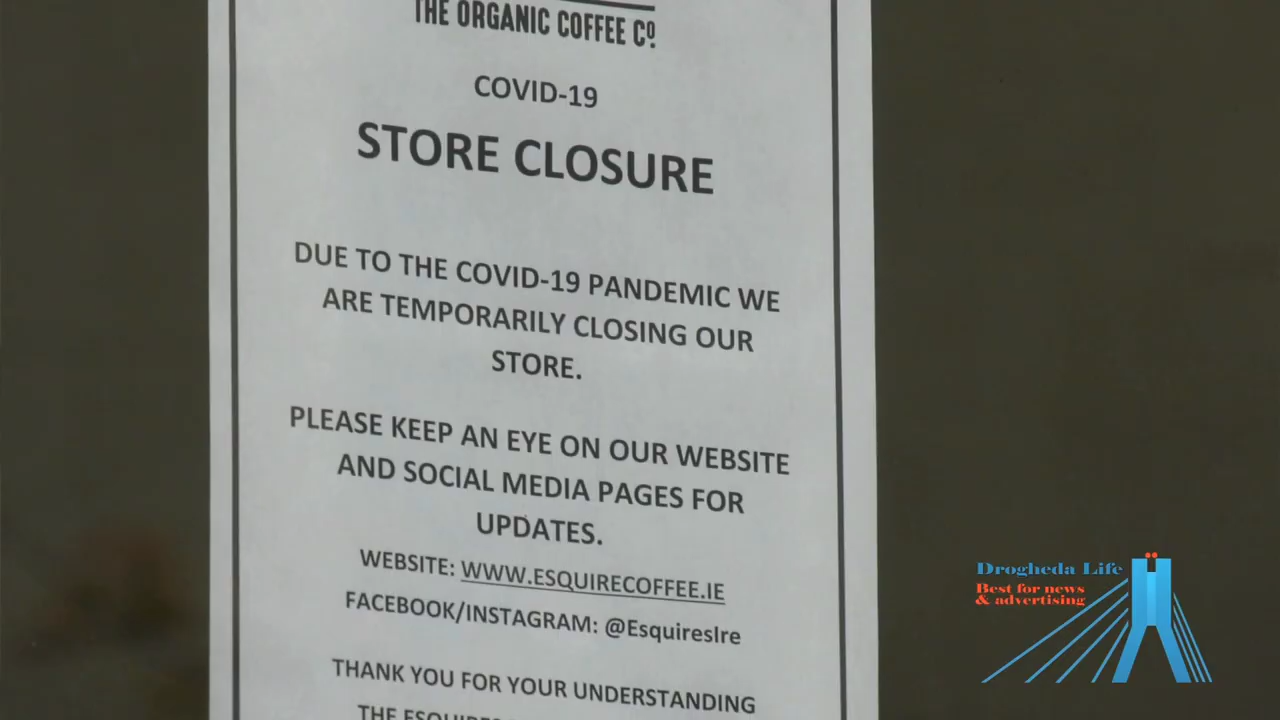 THE ORGANIC COFFEE Cº.
COVID-19
STORE CLOSURE
DUE TO THE COVID-19 PANDEMIC WE
ARE TEMPORARILY CLOSING OUR
STORE.
PLEASE KEEP AN EYE ON OUR WEBSITE
AND SOCIAL MEDIA PAGES FOR
UPDATES.
WEBSITE: WWW.ESQUIRECOFFEE.IE
FACEBOOK/INSTAGRAM: @EsquiresIre
THANK YOU FOR YOUR UNDERSTANDING
THE ESQUIRES
Drogheda Life
Best for news
& advertising